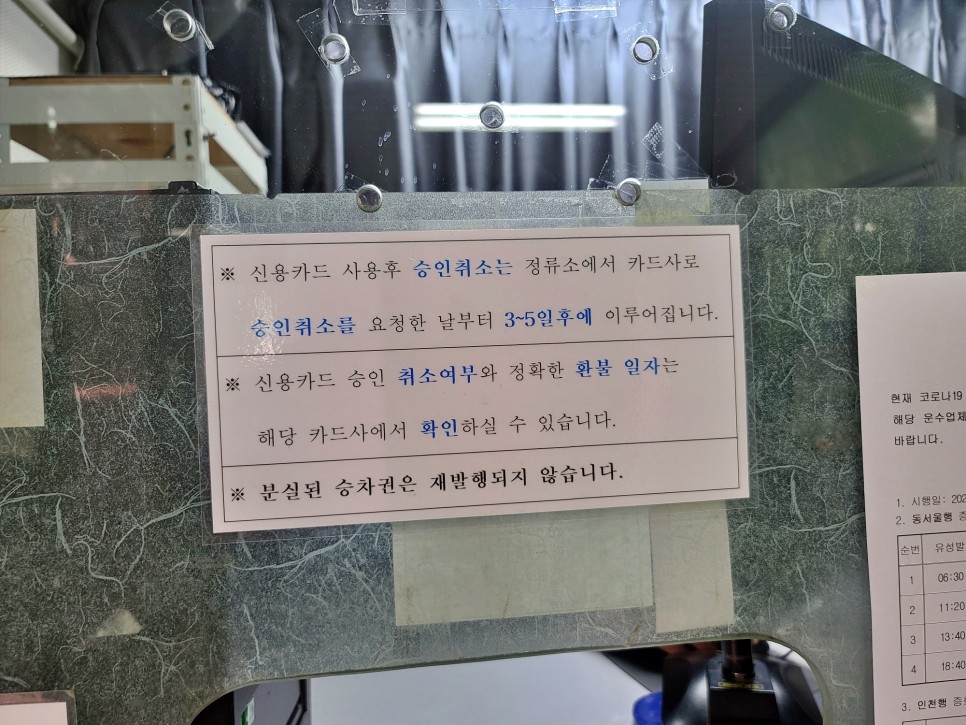 ※ 신용카드 사용후 승인취소는 정류소에서 카드사로
승인취소를 요청한 날부터 3~5일후에 이루어집니다.
※ 신용카드 승인 취소여부와 정확한 환불 일자는
해당 카드사에서 확인하실 수 있습니다.
※ 분실된 승차권은 재발행되지 않습니다.
현재 코로나19
해당 운수업체
바랍니다.
1. 시행일: 202
2. 동서울행
순번 유성발
1 06:30
2 11:20
3 13:40
4 18:40
3. 인천행